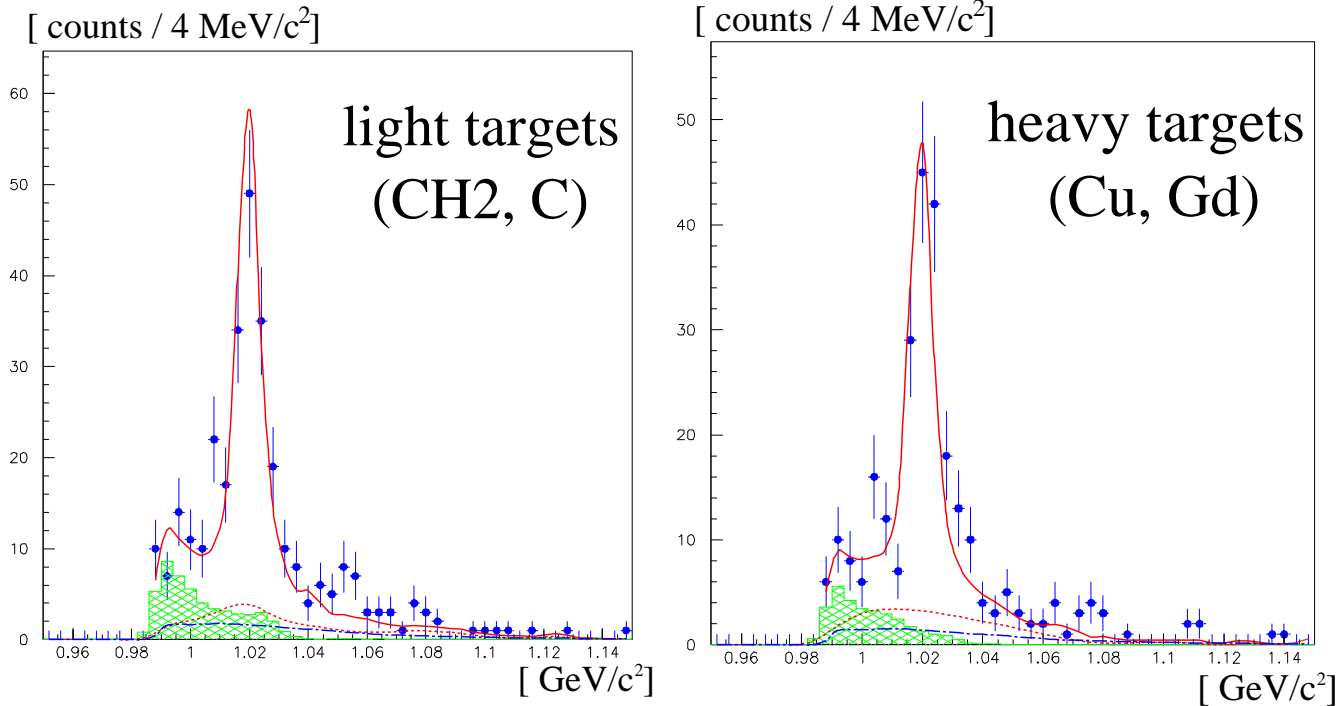 [ counts / 4 MeV/c²]
light targets
(CH2, C)
60
50
40
30
20
10
0
0.96 0.98 1 1.02 1.04 1.06 1.08 1.1 1.12 1.14
[ GeV/c²]
[ counts / 4 MeV/c²]
heavy targets
(Cu, Gd)
50
40
30
20
10
0
0.96 0.98 1 1.02 1.04 1.06 1.08 1.1 1.12 1.14
[ GeV/c²]